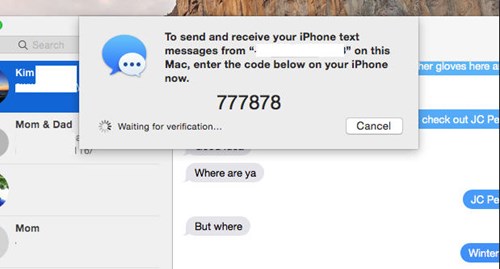 To send and receive your iPhone text
messages from “ ” on this
Mac, enter the code below on your iPhone
now.
777878
Waiting for verification...
Cancel
Search
Kim
Mom & Dad
Mom
her gloves here a
check out JC Pe
Where are ya
JC Pe
But where
Winter